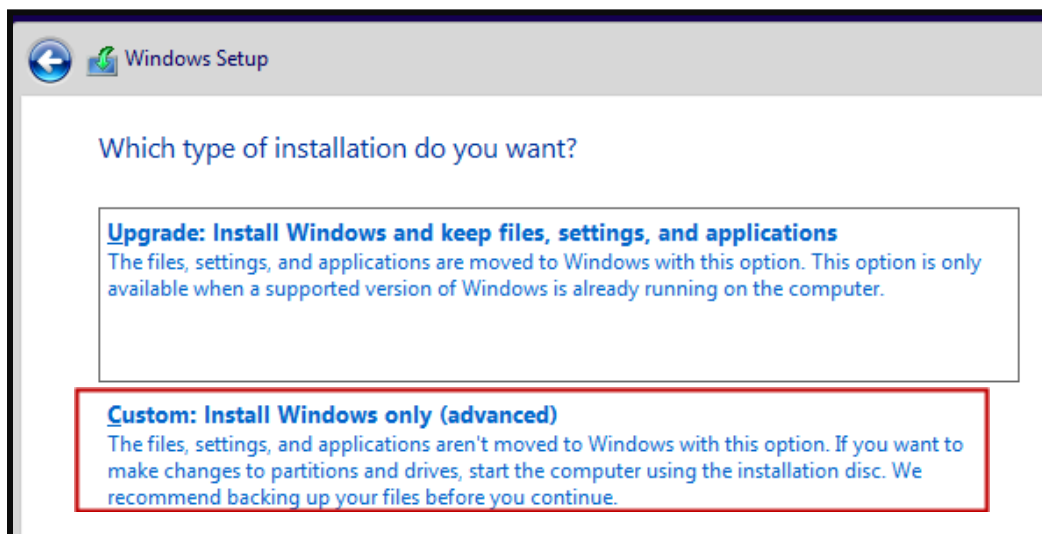 Windows Setup
Which type of installation do you want?
Upgrade: Install Windows and keep files, settings, and applications
The files, settings, and applications are moved to Windows with this option. This option is only
available when a supported version of Windows is already running on the computer.
Custom: Install Windows only (advanced)
The files, settings, and applications aren't moved to Windows with this option. If you want to
make changes to partitions and drives, start the computer using the installation disc. We
recommend backing up your files before you continue.